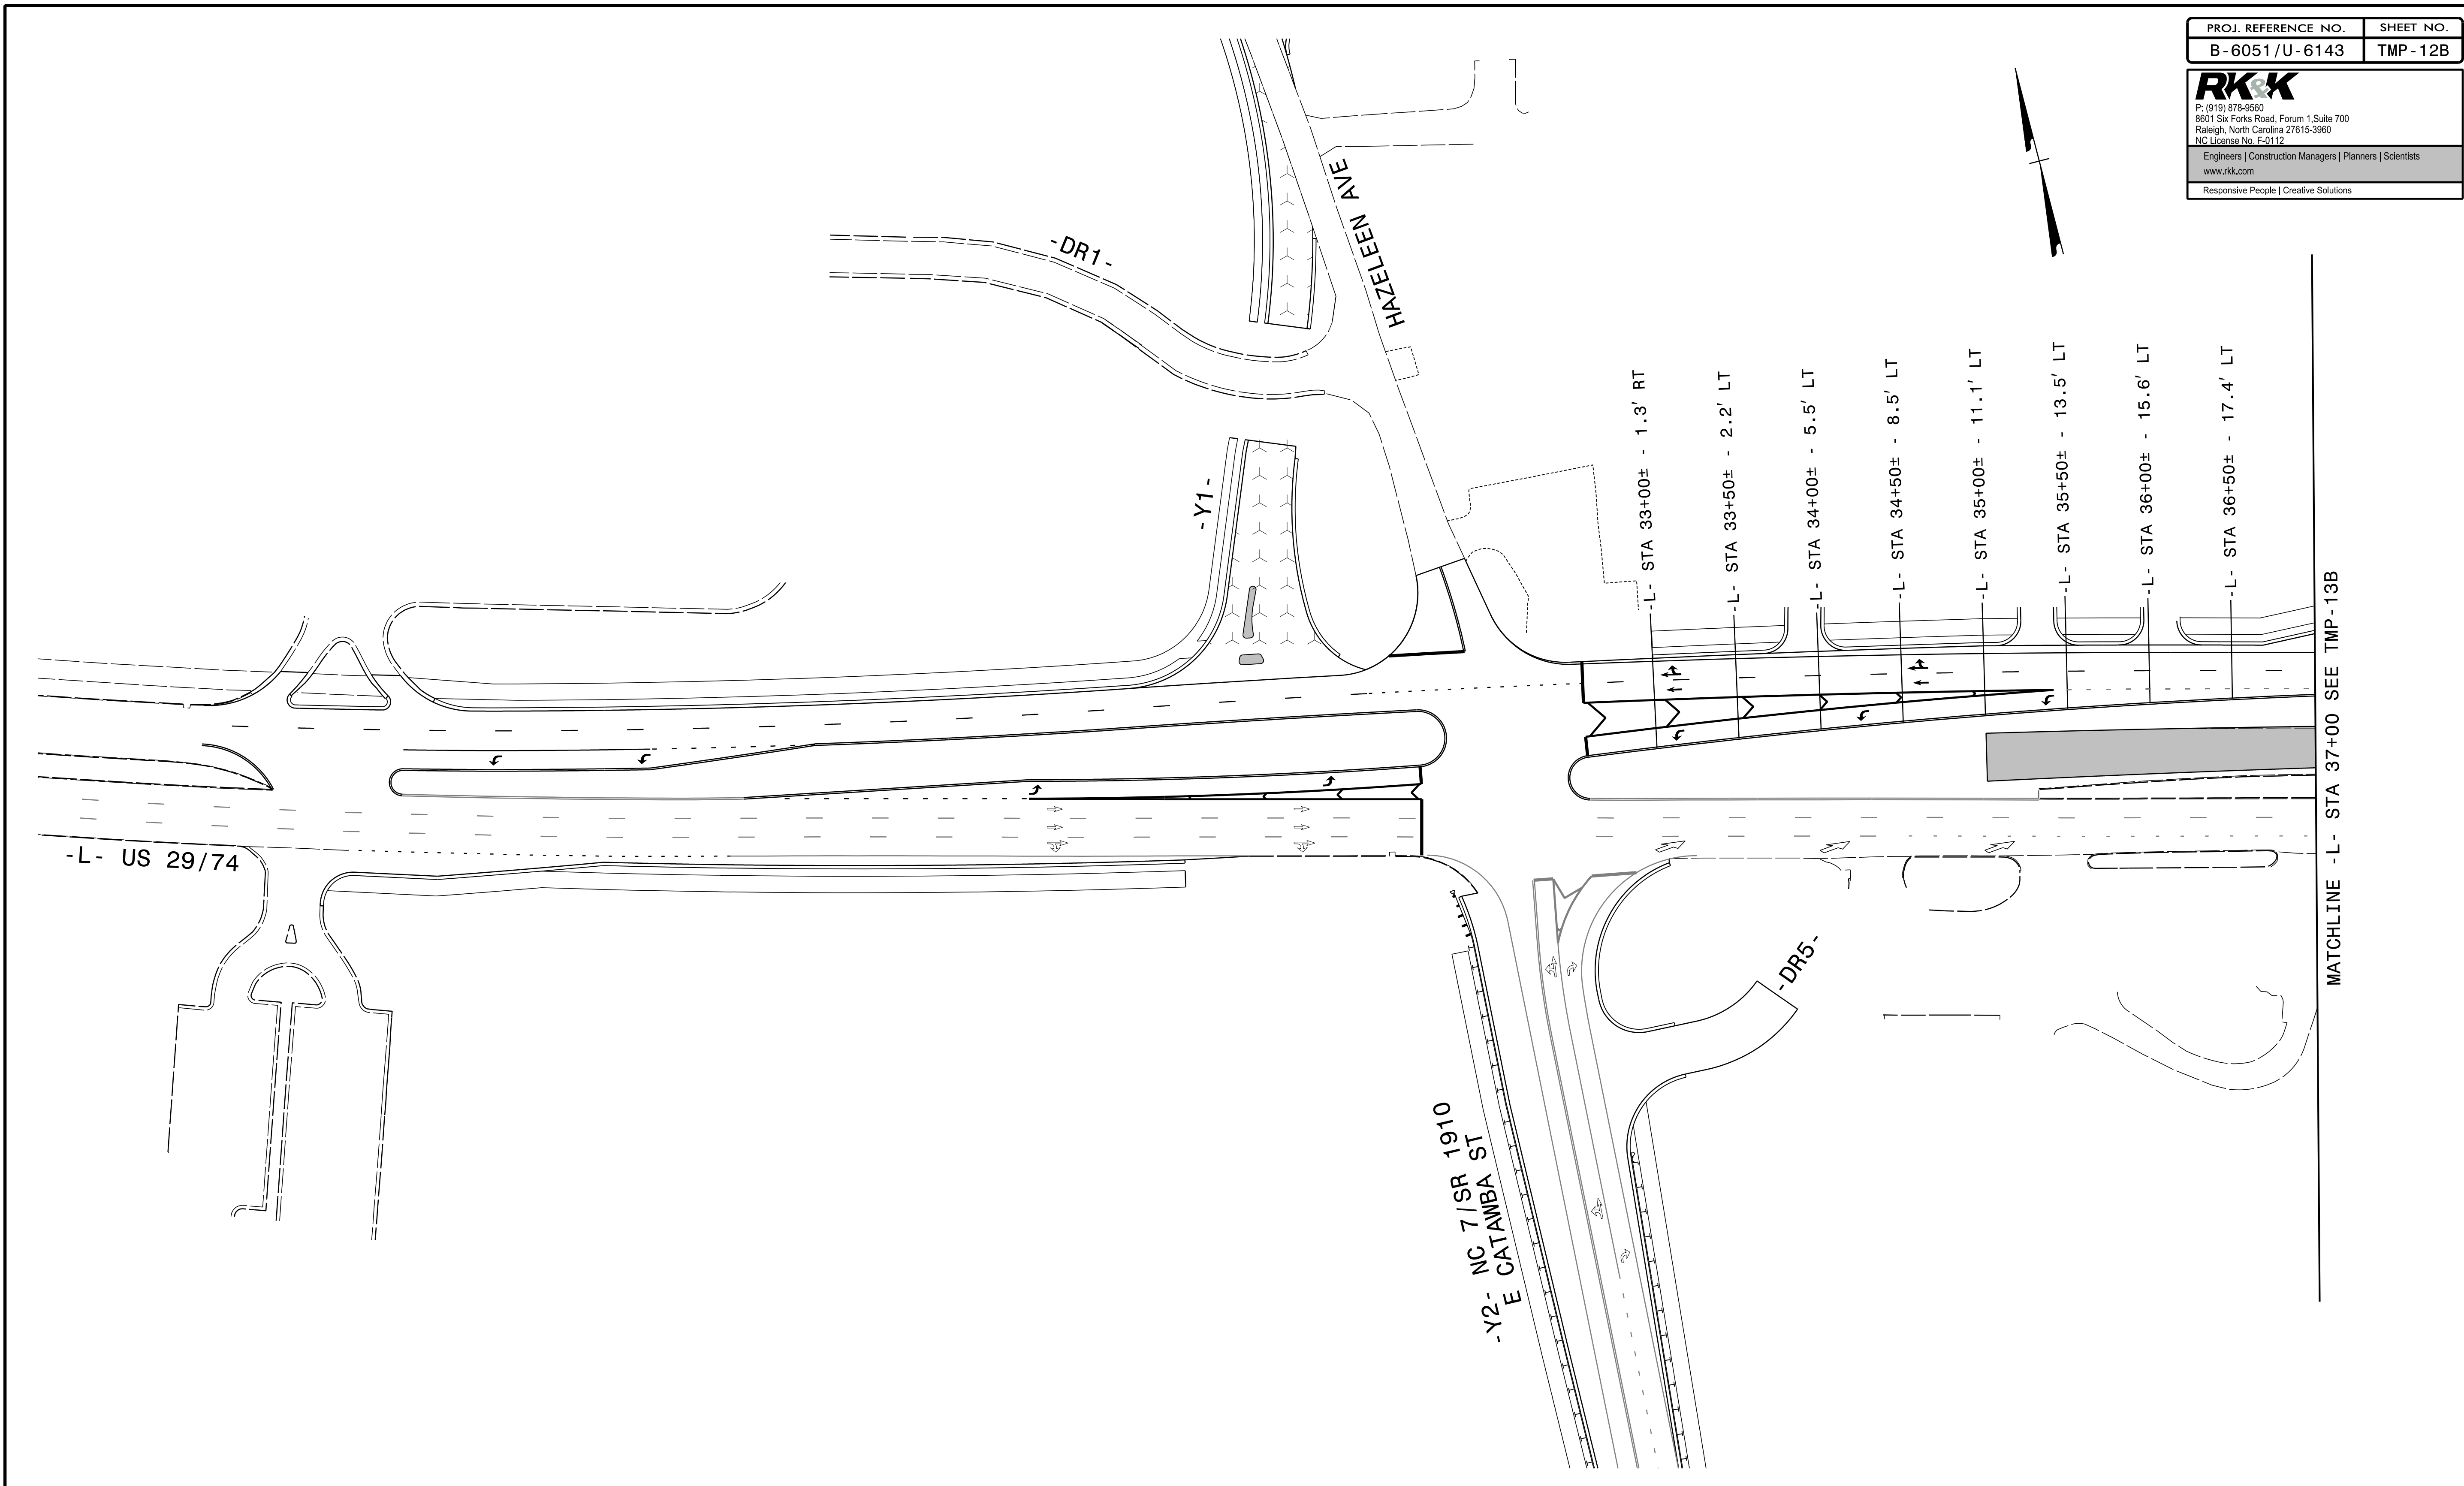 PROJ. REFERENCE NO. SHEET NO.
B-6051/U-6143 TMP-12B
RK&K
P: (919) 878-9560
8601 Six Forks Road, Forum 1, Suite 700
Raleigh, North Carolina 27615-3960
NC License No. F-0112
Engineers | Construction Managers | Planners | Scientists
www.rkk.com
Responsive People | Creative Solutions
HAZELEEN AVE
-DR1-
-Y1-
-L- STA 33+00± - 1.3' RT
-L- STA 33+50± - 2.2' LT
-L- STA 34+00± - 5.5' LT
-L- STA 34+50± - 8.5' LT
-L- STA 35+00± - 11.1' LT
-L- STA 35+50± - 13.5' LT
-L- STA 36+00± - 15.6' LT
-L- STA 36+50± - 17.4' LT
MATCHLINE -L- STA 37+00 SEE TMP-13B
-L- US 29/74
-DR5-
-Y2- NC 7/SR 1910
E CATAWBA ST